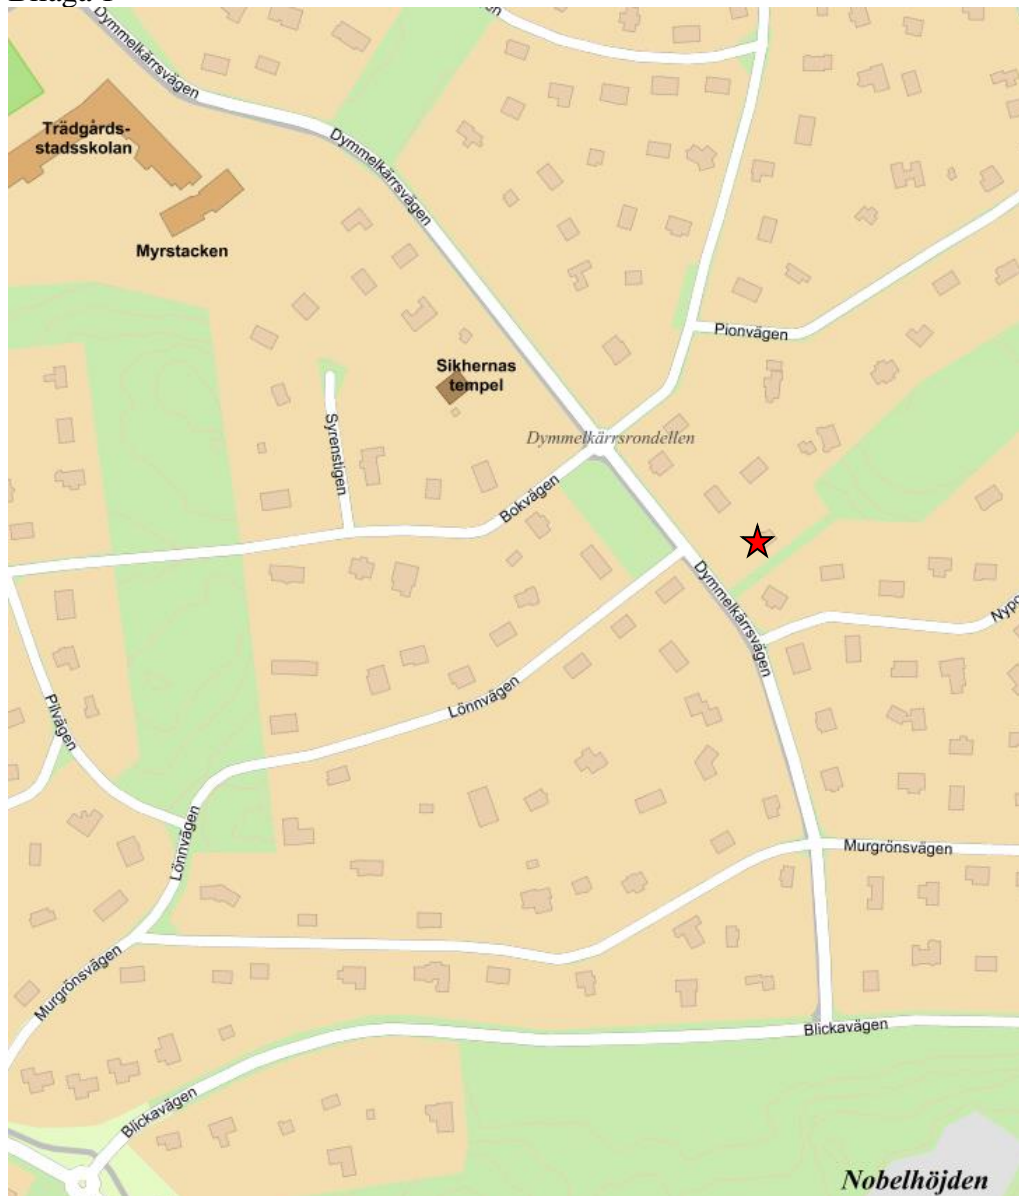 Dymmelkärrsvägen
Trädgårds-
stadsskolan
Dymmelkärrsvägen
Myrstacken
Pionvägen
Sikhernas
tempel
Syrenstigen
Dymmelkärrsrondellen
Bokvägen
Dymmelkärrsvägen
Lönnvägen
Pilvägen
Lönnvägen
Murgrönsvägen
Murgrönsvägen
Blickavägen
Blickavägen
Nobelhöjden